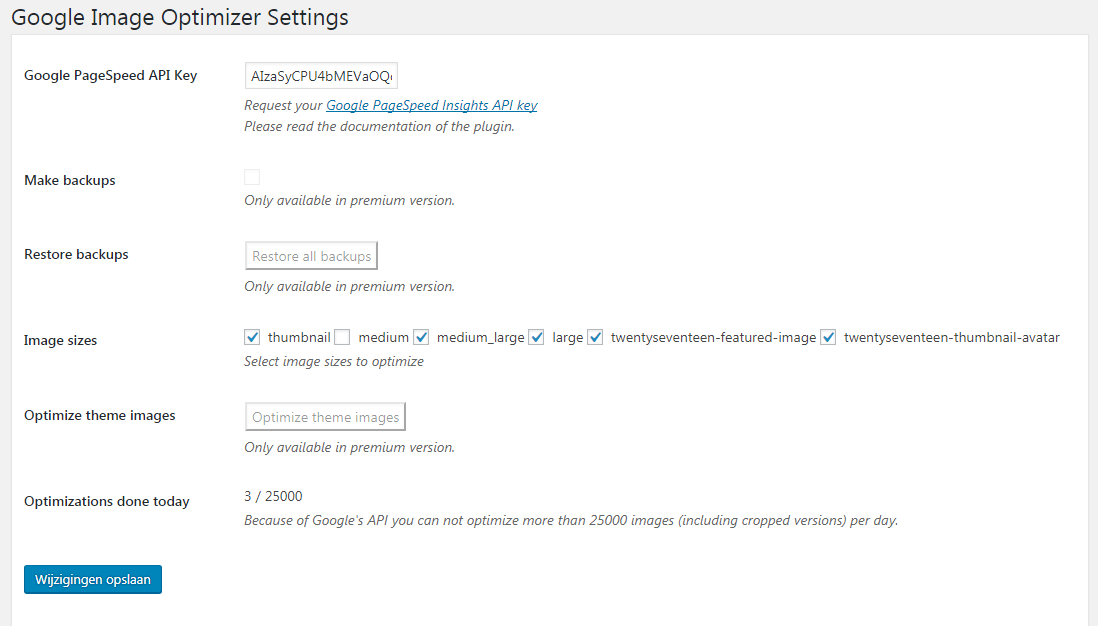 Google Image Optimizer Settings
Google PageSpeed API Key AIzaSyCPU4bMEVaOQ
Request your Google PageSpeed Insights API key
Please read the documentation of the plugin.
Make backups
Only available in premium version.
Restore backups Restore all backups
Only available in premium version.
Image sizes thumbnail medium medium_large large twentyseventeen-featured-image twentyseventeen-thumbnail-avatar
Select image sizes to optimize
Optimize theme images Optimize theme images
Only available in premium version.
Optimizations done today 3 / 25000
Because of Google's API you can not optimize more than 25000 images (including cropped versions) per day.
Wijzigingen opslaan